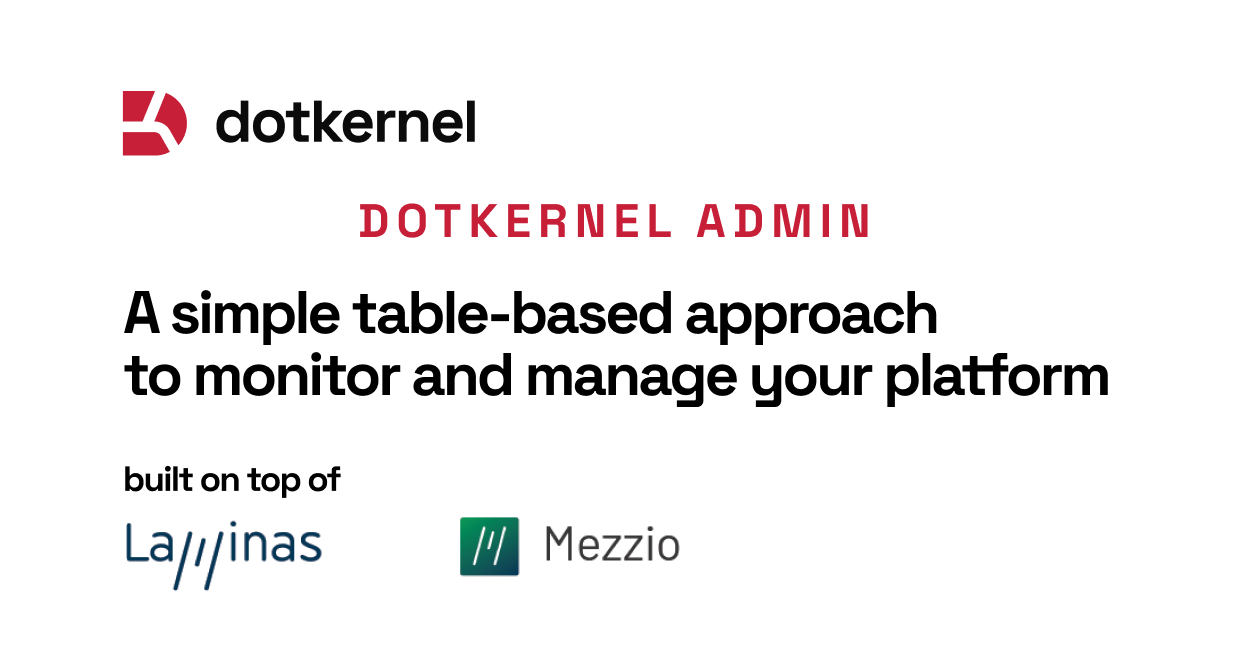 dotkernel
DOTKERNEL ADMIN
A simple table-based approach
to monitor and manage your platform
built on top of
Laminas Mezzio